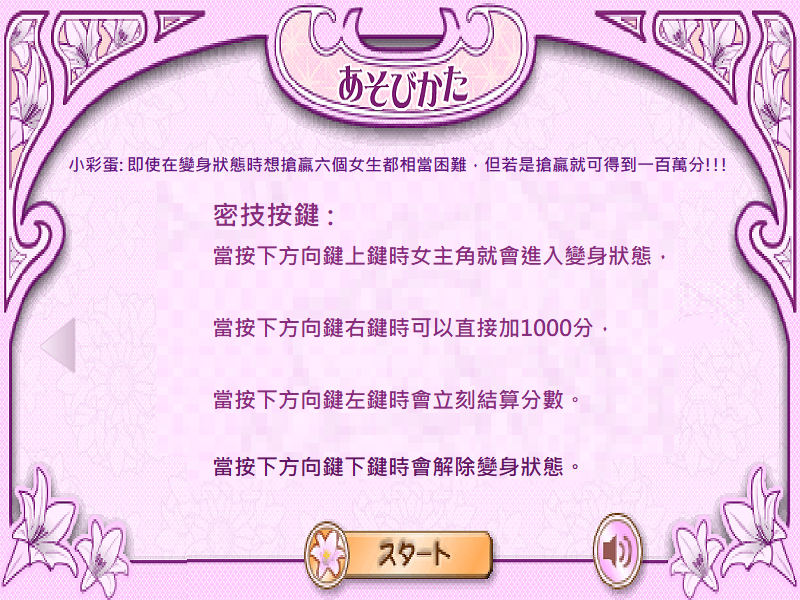 あそびかた
小彩蛋: 即使在變身狀態時想搶贏六個女生都相當困難，但若是搶贏就可得到一百萬分!!!
密技按鍵 :
當按下方向鍵上鍵時女主角就會進入變身狀態，
當按下方向鍵右鍵時可以直接加1000分，
當按下方向鍵左鍵時會立刻結算分數。
當按下方向鍵下鍵時會解除變身狀態。
スタート